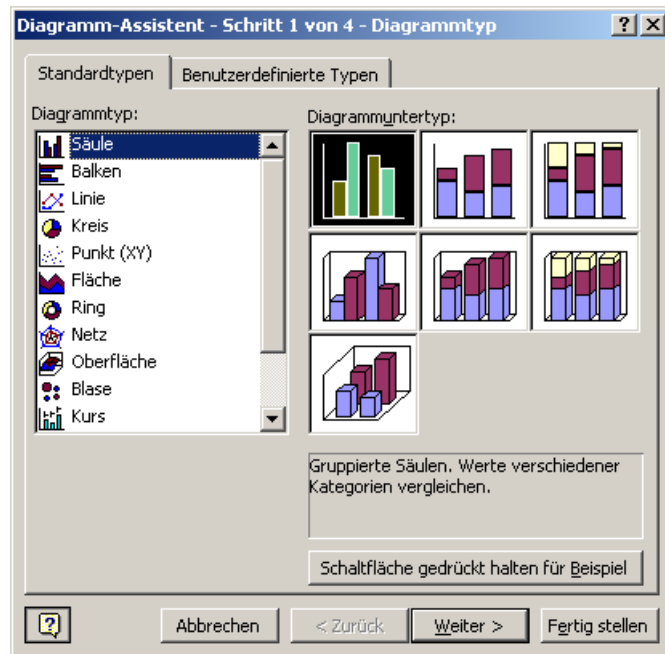 Diagramm-Assistent - Schritt 1 von 4 - Diagrammtyp
Standardtypen
Benutzerdefinierte Typen
Diagrammtyp:
Säule
Balken
Linie
Kreis
Punkt (XY)
Fläche
Ring
Netz
Oberfläche
Blase
Kurs
Diagrammuntertyp:
Gruppierte Säulen. Werte verschiedener
Kategorien vergleichen.
Schaltfläche gedrückt halten für Beispiel
Abbrechen
< Zurück
Weiter >
Fertig stellen